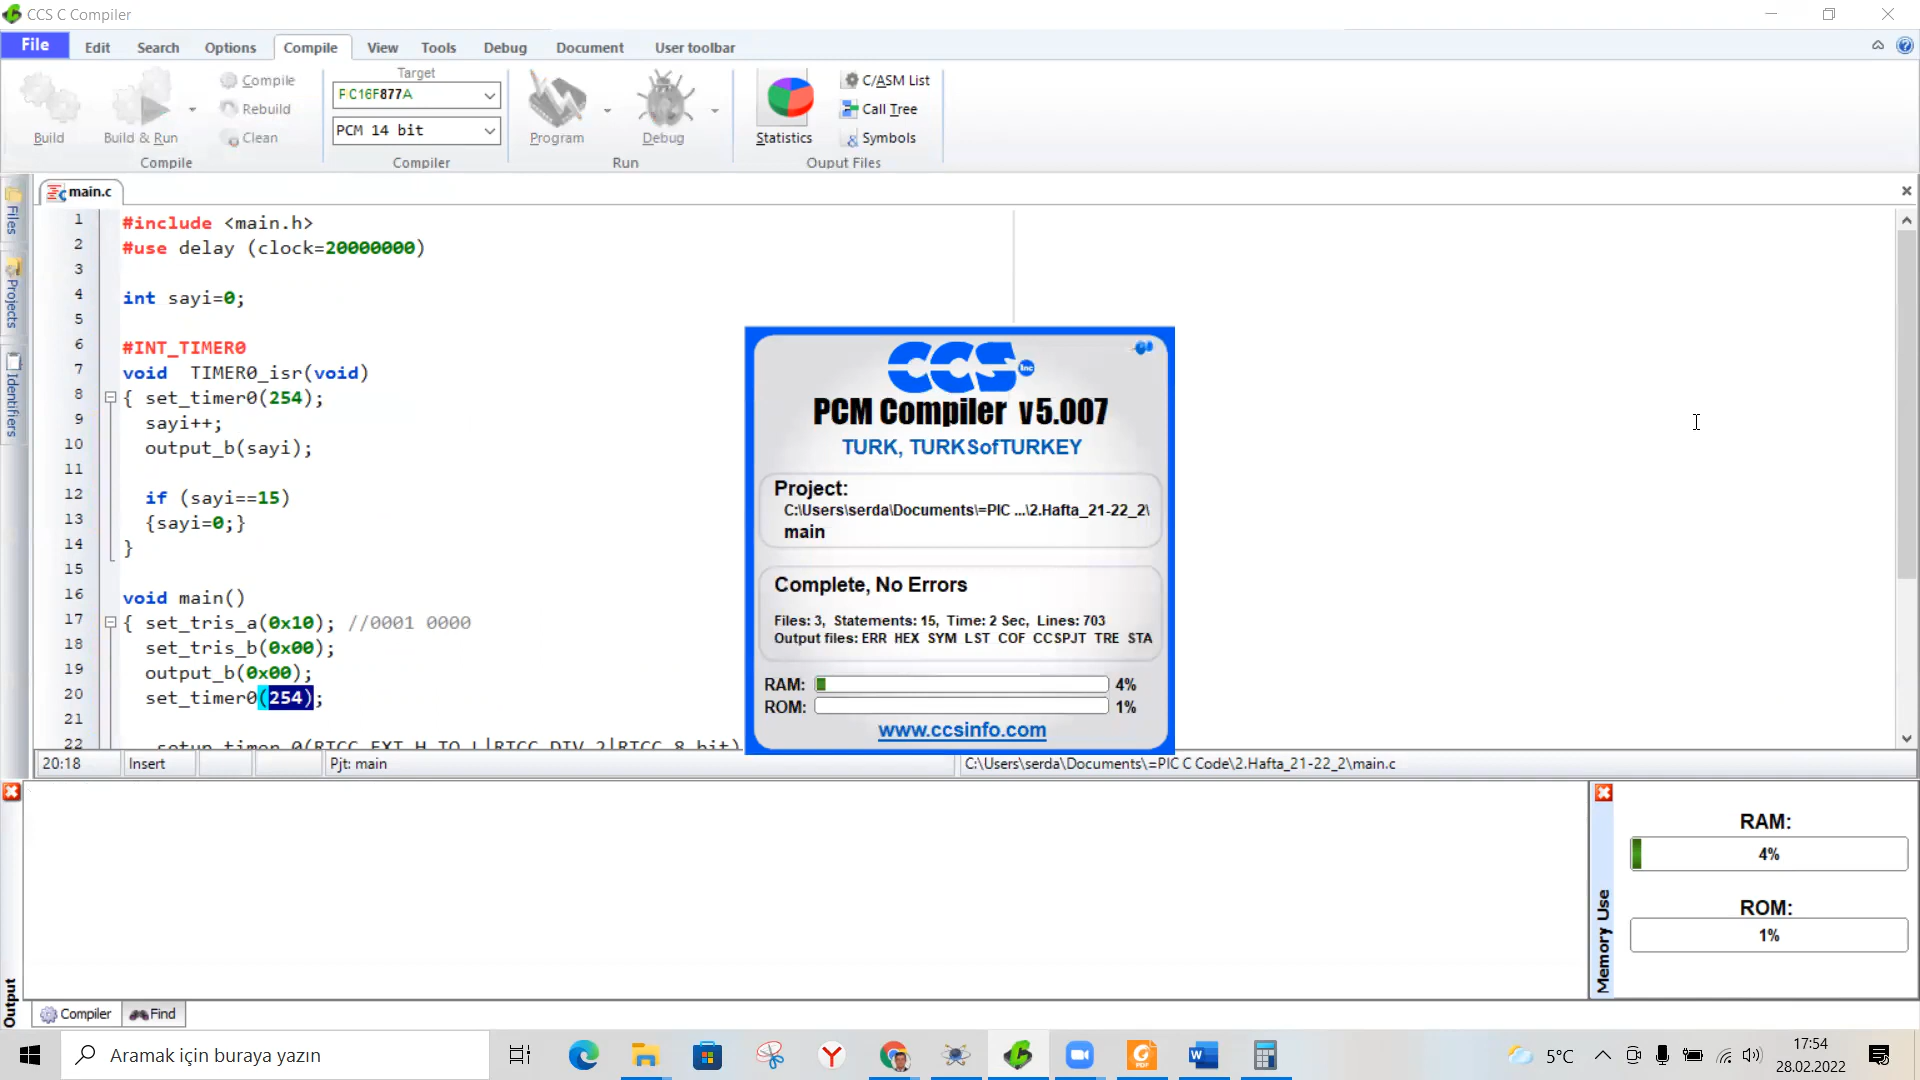 CCS C Compiler
File Edit Search Options Compile View Tools Debug Document User toolbar
Build
Build & Run
Compile
Rebuild
Clean
Compile
Target
PIC16F877A
PCM 14 bit
Compiler
Program
Debug
Run
Statistics
C/ASM List
Call Tree
Symbols
Ouput Files
Files
Projects
Identifiers
main.c
1 #include <main.h>
2 #use delay (clock=20000000)
3
4 int sayi=0;
5
6 #INT_TIMER0
7 void TIMER0_isr(void)
8 { set_timer0(254);
9 sayi++;
10 output_b(sayi);
11
12 if (sayi==15)
13 {sayi=0;}
14 }
15
16 void main()
17 { set_tris_a(0x10); //0001 0000
18 set_tris_b(0x00);
19 output_b(0x00);
20 set_timer0(254);
21
22 setup_timer_0(RTCC_EXT_H_TO_L|RTCC_DIV_2|RTCC_8_bit)
CCS Inc
PCM Compiler v5.007
TURK, TURKSofTURKEY
Project:
C:\Users\serda\Documents\=PIC ...\2.Hafta_21-22_2\
main
Complete, No Errors
Files: 3, Statements: 15, Time: 2 Sec, Lines: 703
Output files: ERR HEX SYM LST COF CCSPJT TRE STA
RAM: 4%
ROM: 1%
www.ccsinfo.com
20:18 Insert Pjt: main C:\Users\serda\Documents\=PIC C Code\2.Hafta_21-22_2\main.c
Output
Compiler Find
Memory Use
RAM:
4%
ROM:
1%
Aramak için buraya yazın
5°C
17:54
28.02.2022